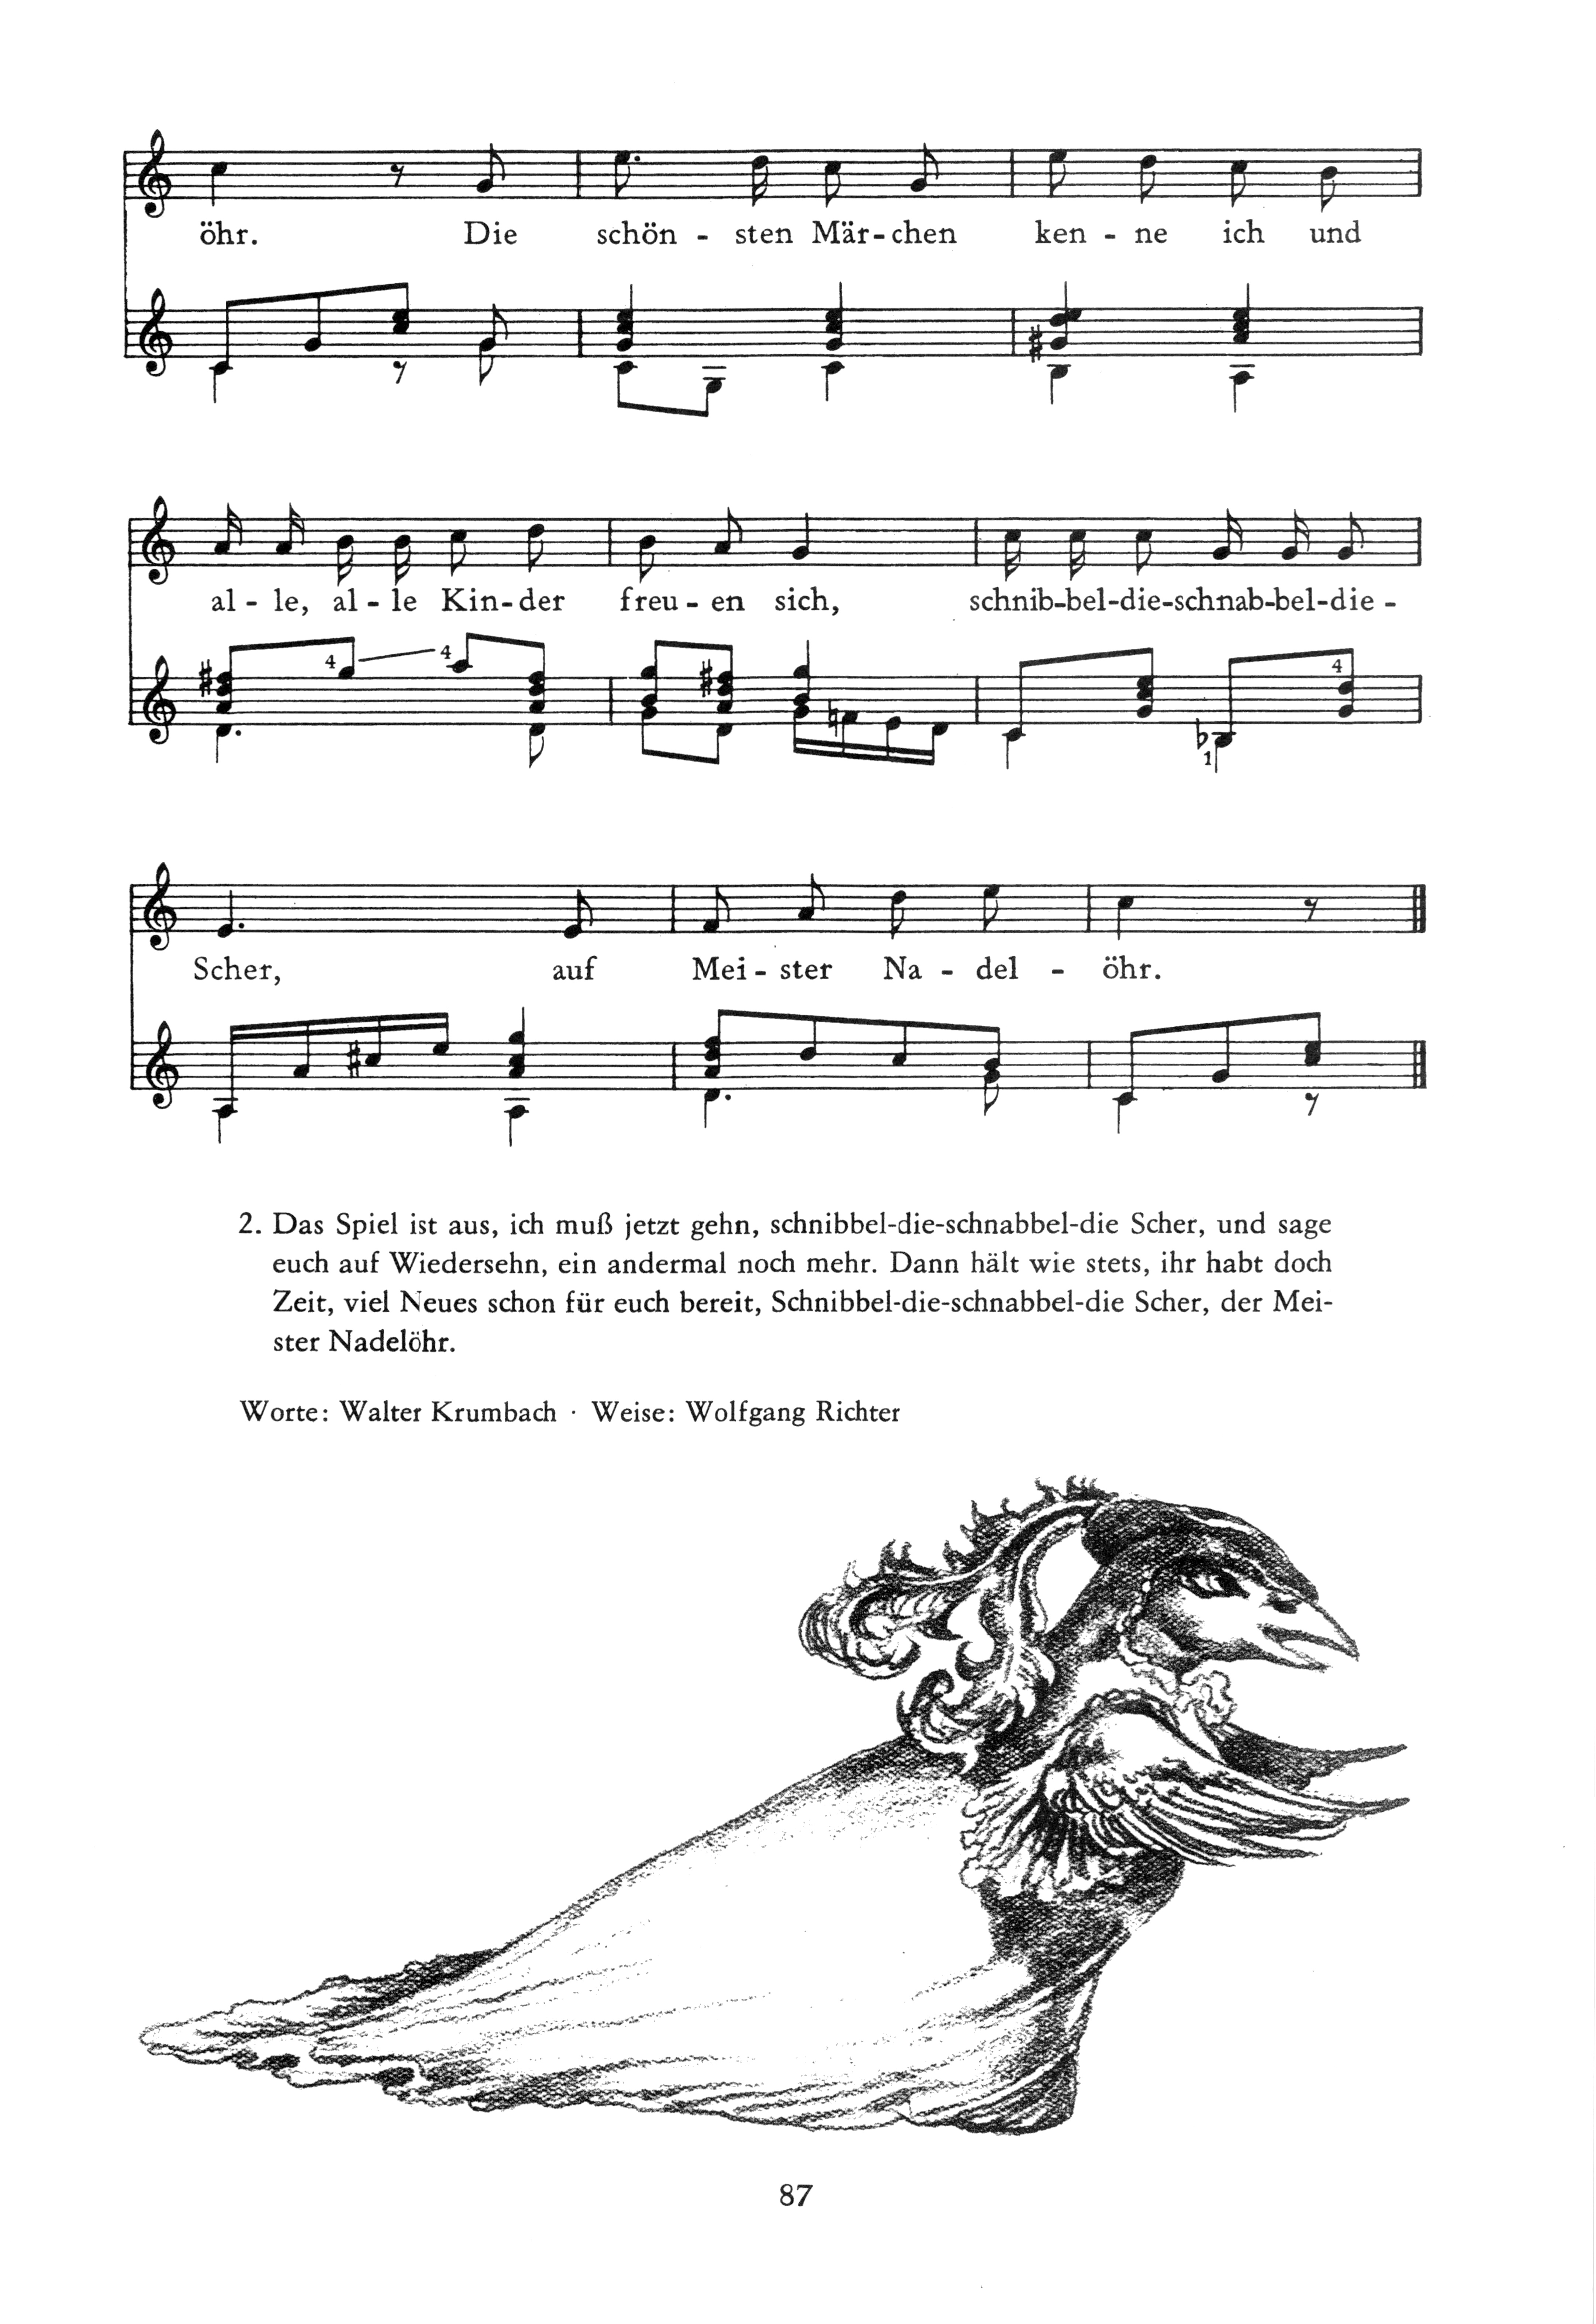 öhr. Die schön - sten Mär-chen ken - ne ich und
4 4
al - le, al - le Kin-der freu - en sich, schnib-bel-die-schnab-bel-die -
4
1
Scher, auf Mei - ster Na - del - öhr.
2. Das Spiel ist aus, ich muß jetzt gehn, schnibbel-die-schnabbel-die Scher, und sage
euch auf Wiedersehn, ein andermal noch mehr. Dann hält wie stets, ihr habt doch
Zeit, viel Neues schon für euch bereit, Schnibbel-die-schnabbel-die Scher, der Mei-
ster Nadelöhr.
Worte: Walter Krumbach · Weise: Wolfgang Richter
87